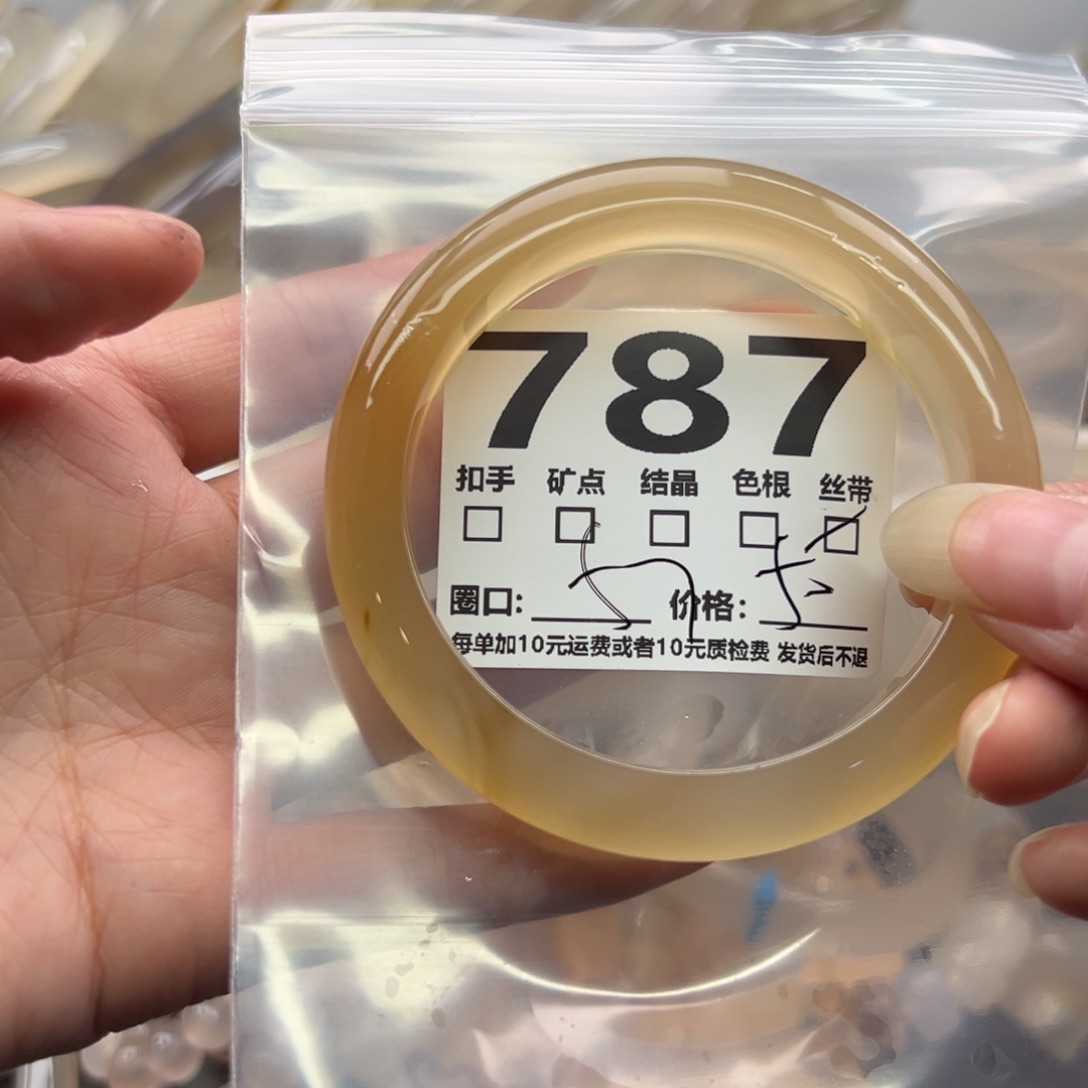 787
扣手 矿点 结晶 色根 丝带
圈口: 价格:
每单加10元运费或者10元质检费 发货后不退